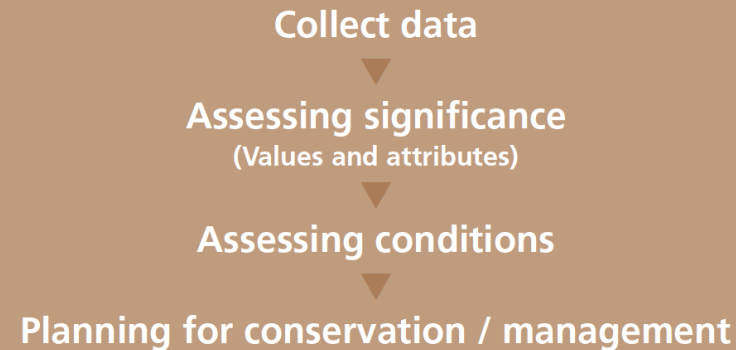 Collect data
Assessing significance
(Values and attributes)
Assessing conditions
Planning for conservation / management